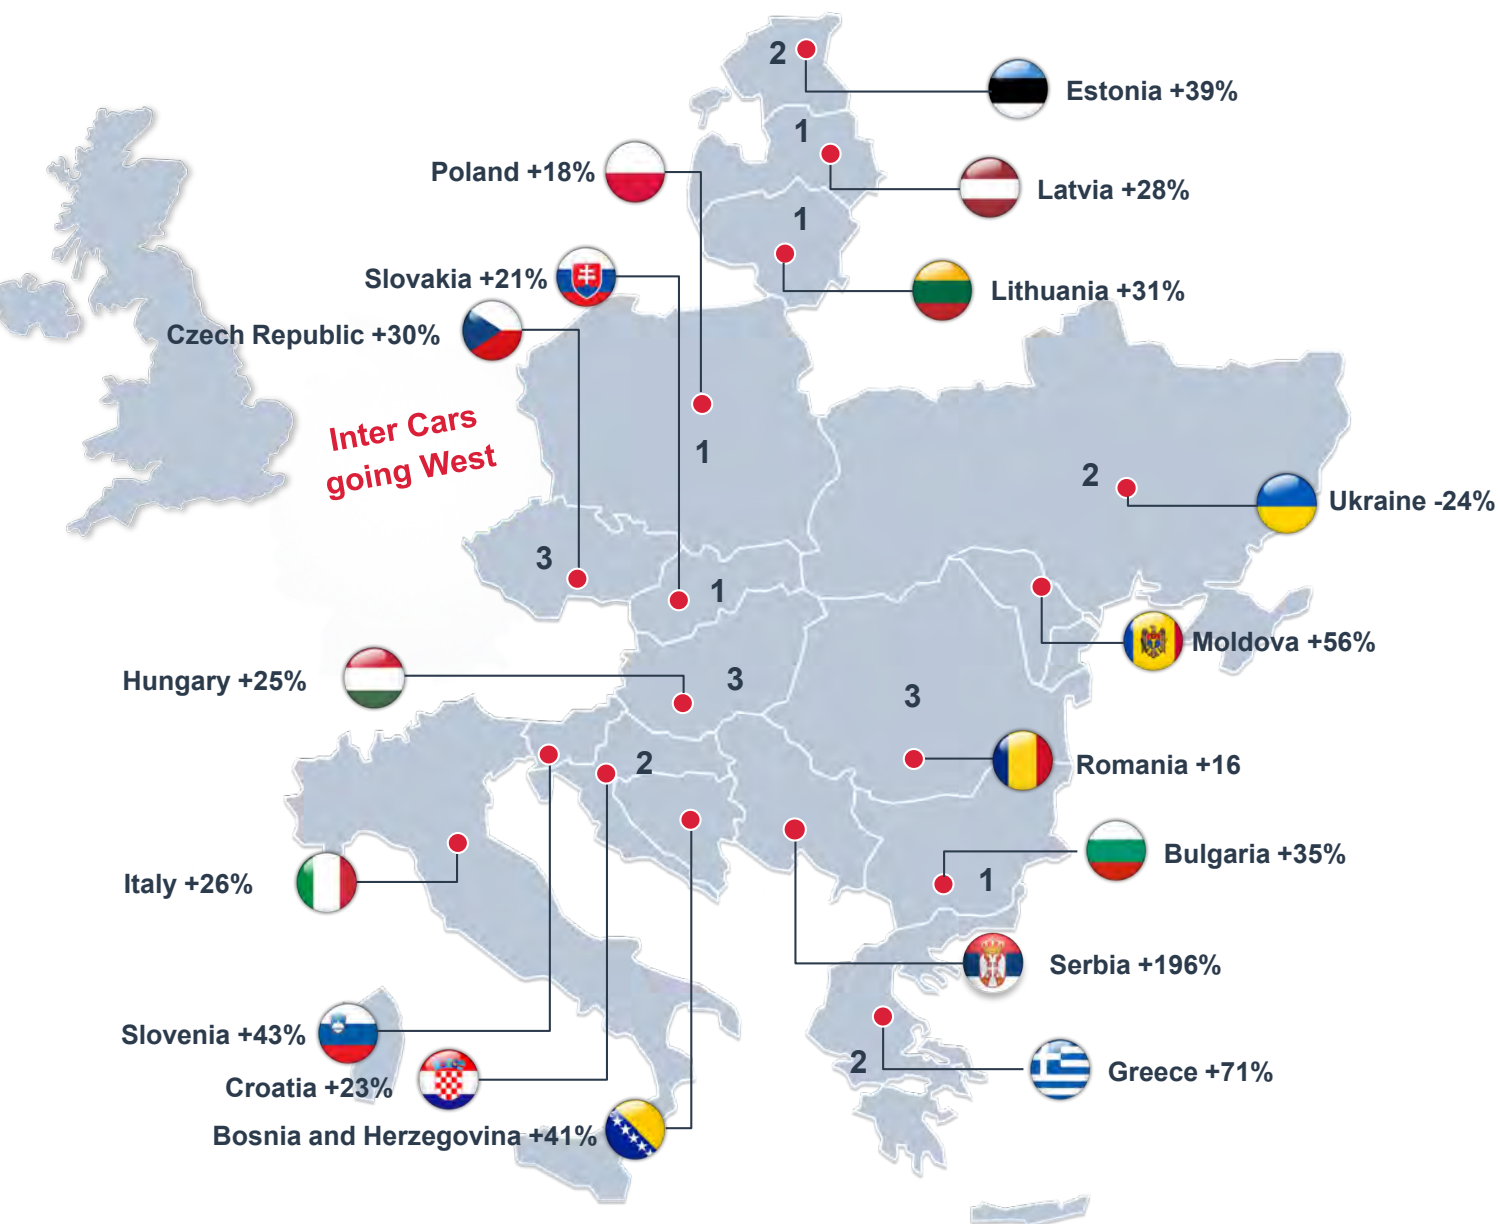 2
Estonia +39%
1
Poland +18%
Latvia +28%
1
Slovakia +21%
Lithuania +31%
Czech Republic +30%
Inter Cars
going West
1
2
Ukraine -24%
3
1
Moldova +56%
Hungary +25%
3
3
2
Romania +16
Bulgaria +35%
Italy +26%
1
Serbia +196%
Slovenia +43%
2
Greece +71%
Croatia +23%
Bosnia and Herzegovina +41%